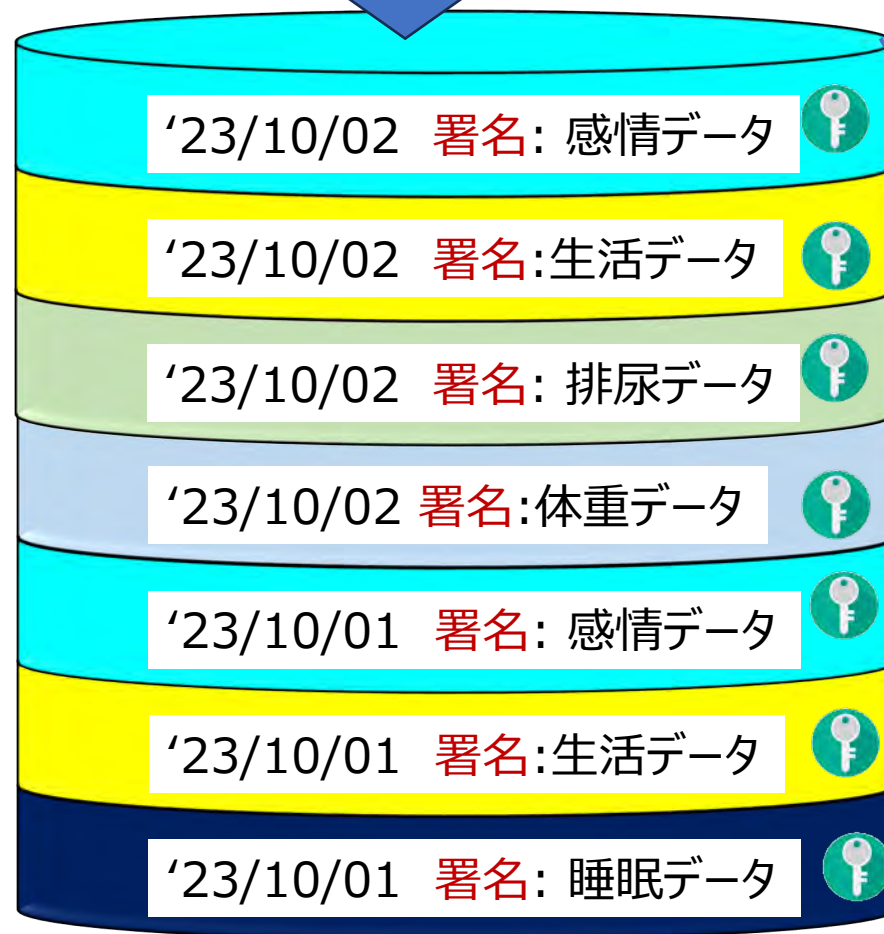 ‘23/10/02 署名: 感情データ
‘23/10/02 署名:生活データ
‘23/10/02 署名: 排尿データ
‘23/10/02 署名:体重データ
‘23/10/01 署名: 感情データ
‘23/10/01 署名:生活データ
‘23/10/01 署名: 睡眠データ